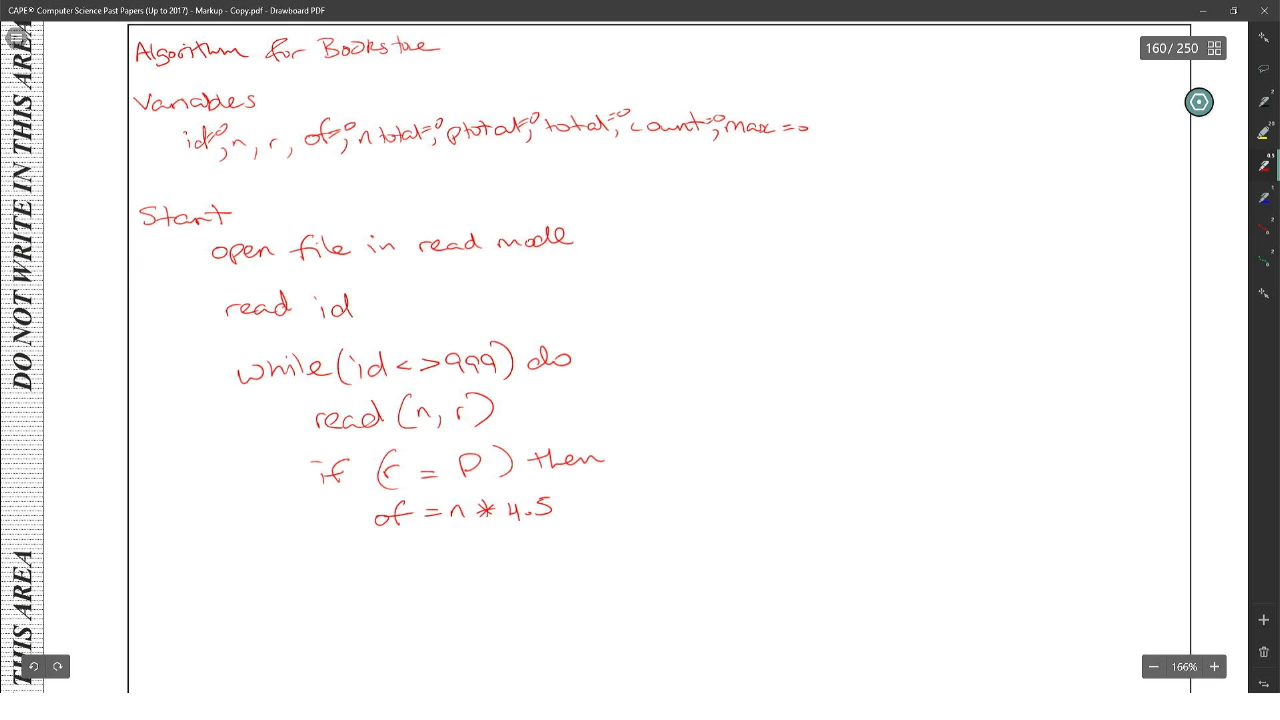 CAPE® Computer Science Past Papers (Up to 2017) - Markup - Copy.pdf - Drawboard PDF
160 / 250
DO NOT WRITE IN THIS AREA
THIS AREA
Algorithm for Bookstore
Variables
id=0, n, r, of=0, ntotal=0, ptotal=0, total=0, count=0, max=0
Start
open file in read mode
read id
while (id <> 999) do
read (n, r)
if (r = P) then
of = n * 4.5
166%